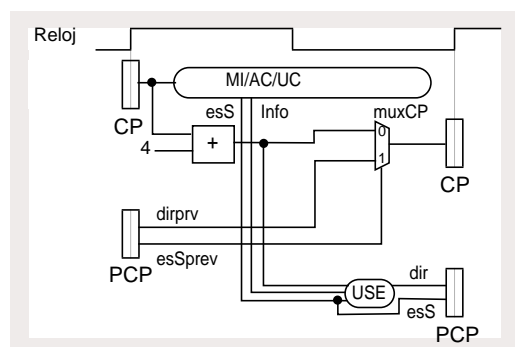 Reloj
MI/AC/UC
esS Info muxCP
CP
0
4 +
1
CP
dirprv
esSprev
PCP
dir
USE
esS
PCP